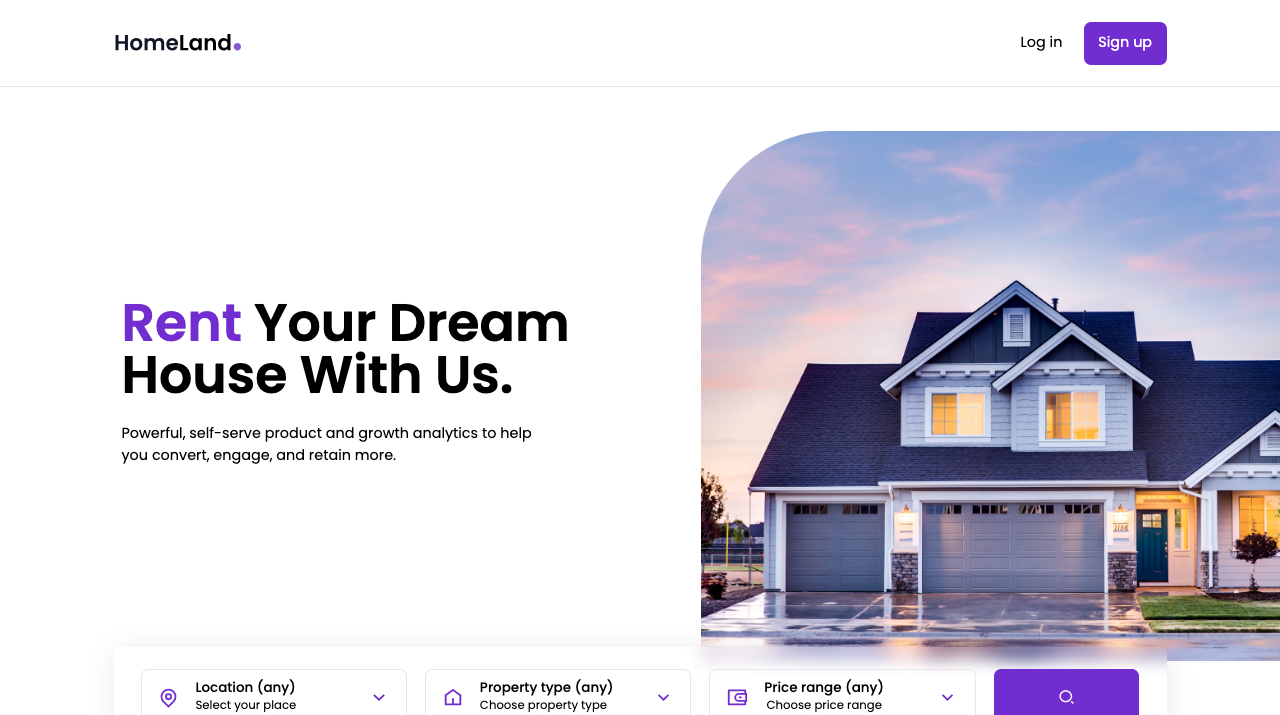 HomeLand.
Log in
Sign up
Rent Your Dream
House With Us.
Powerful, self-serve product and growth analytics to help
you convert, engage, and retain more.
1156
Location (any)
Select your place
Property type (any)
Choose property type
Price range (any)
Choose price range